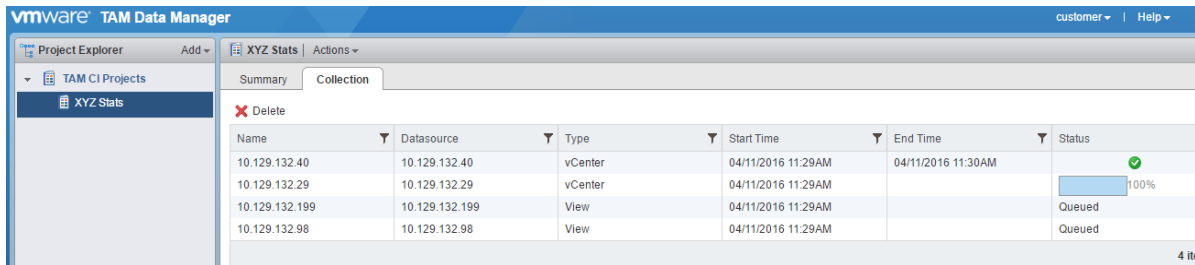 vmware TAM Data Manager customer | Help
Project Explorer Add XYZ Stats | Actions
TAM CI Projects Summary Collection
XYZ Stats Delete
Name Datasource Type Start Time End Time Status
10.129.132.40 10.129.132.40 vCenter 04/11/2016 11:29AM 04/11/2016 11:30AM
10.129.132.29 10.129.132.29 vCenter 04/11/2016 11:29AM 100%
10.129.132.199 10.129.132.199 View 04/11/2016 11:29AM Queued
10.129.132.98 10.129.132.98 View 04/11/2016 11:29AM Queued
4 ite